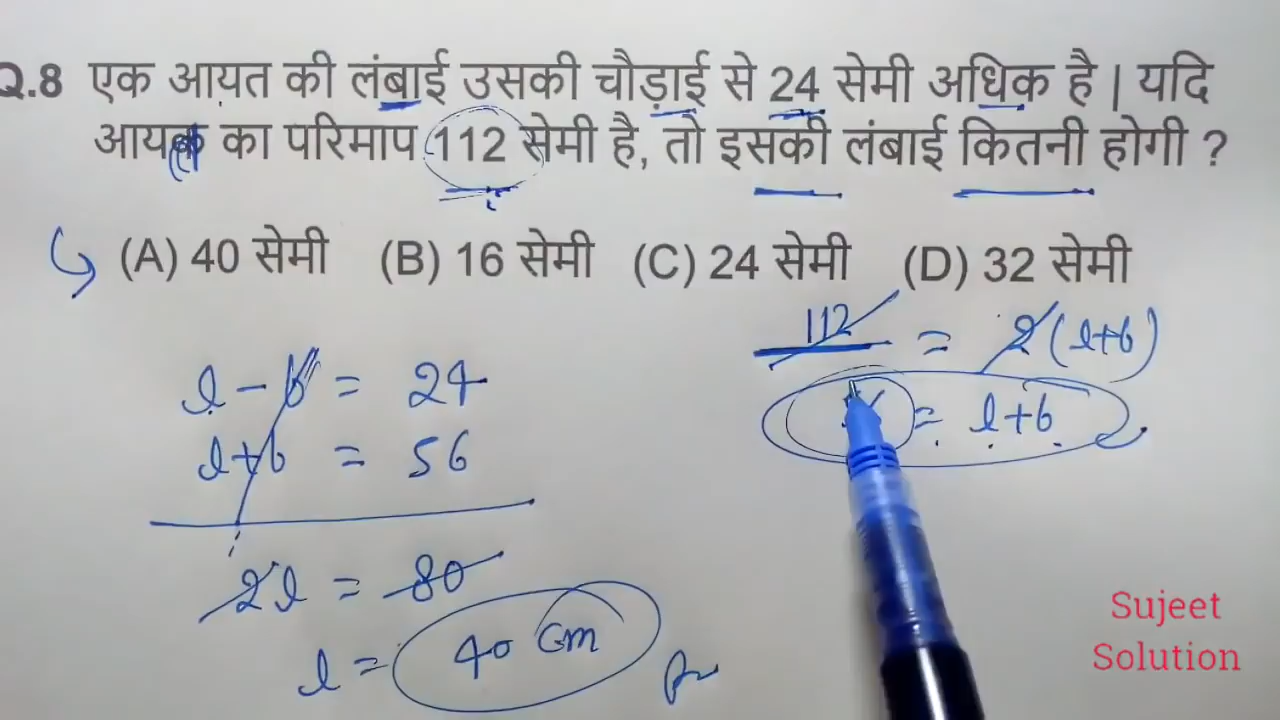 Q.8 एक आयत की लंबाई उसकी चौड़ाई से 24 सेमी अधिक है | यदि
आयत का परिमाप 112 सेमी है, तो इसकी लंबाई कितनी होगी ?
(A) 40 सेमी (B) 16 सेमी (C) 24 सेमी (D) 32 सेमी
112 = 2(l+b)
= l+b
l - b = 24
l+b = 56
2l = 80
l = 40 cm
Sujeet
Solution